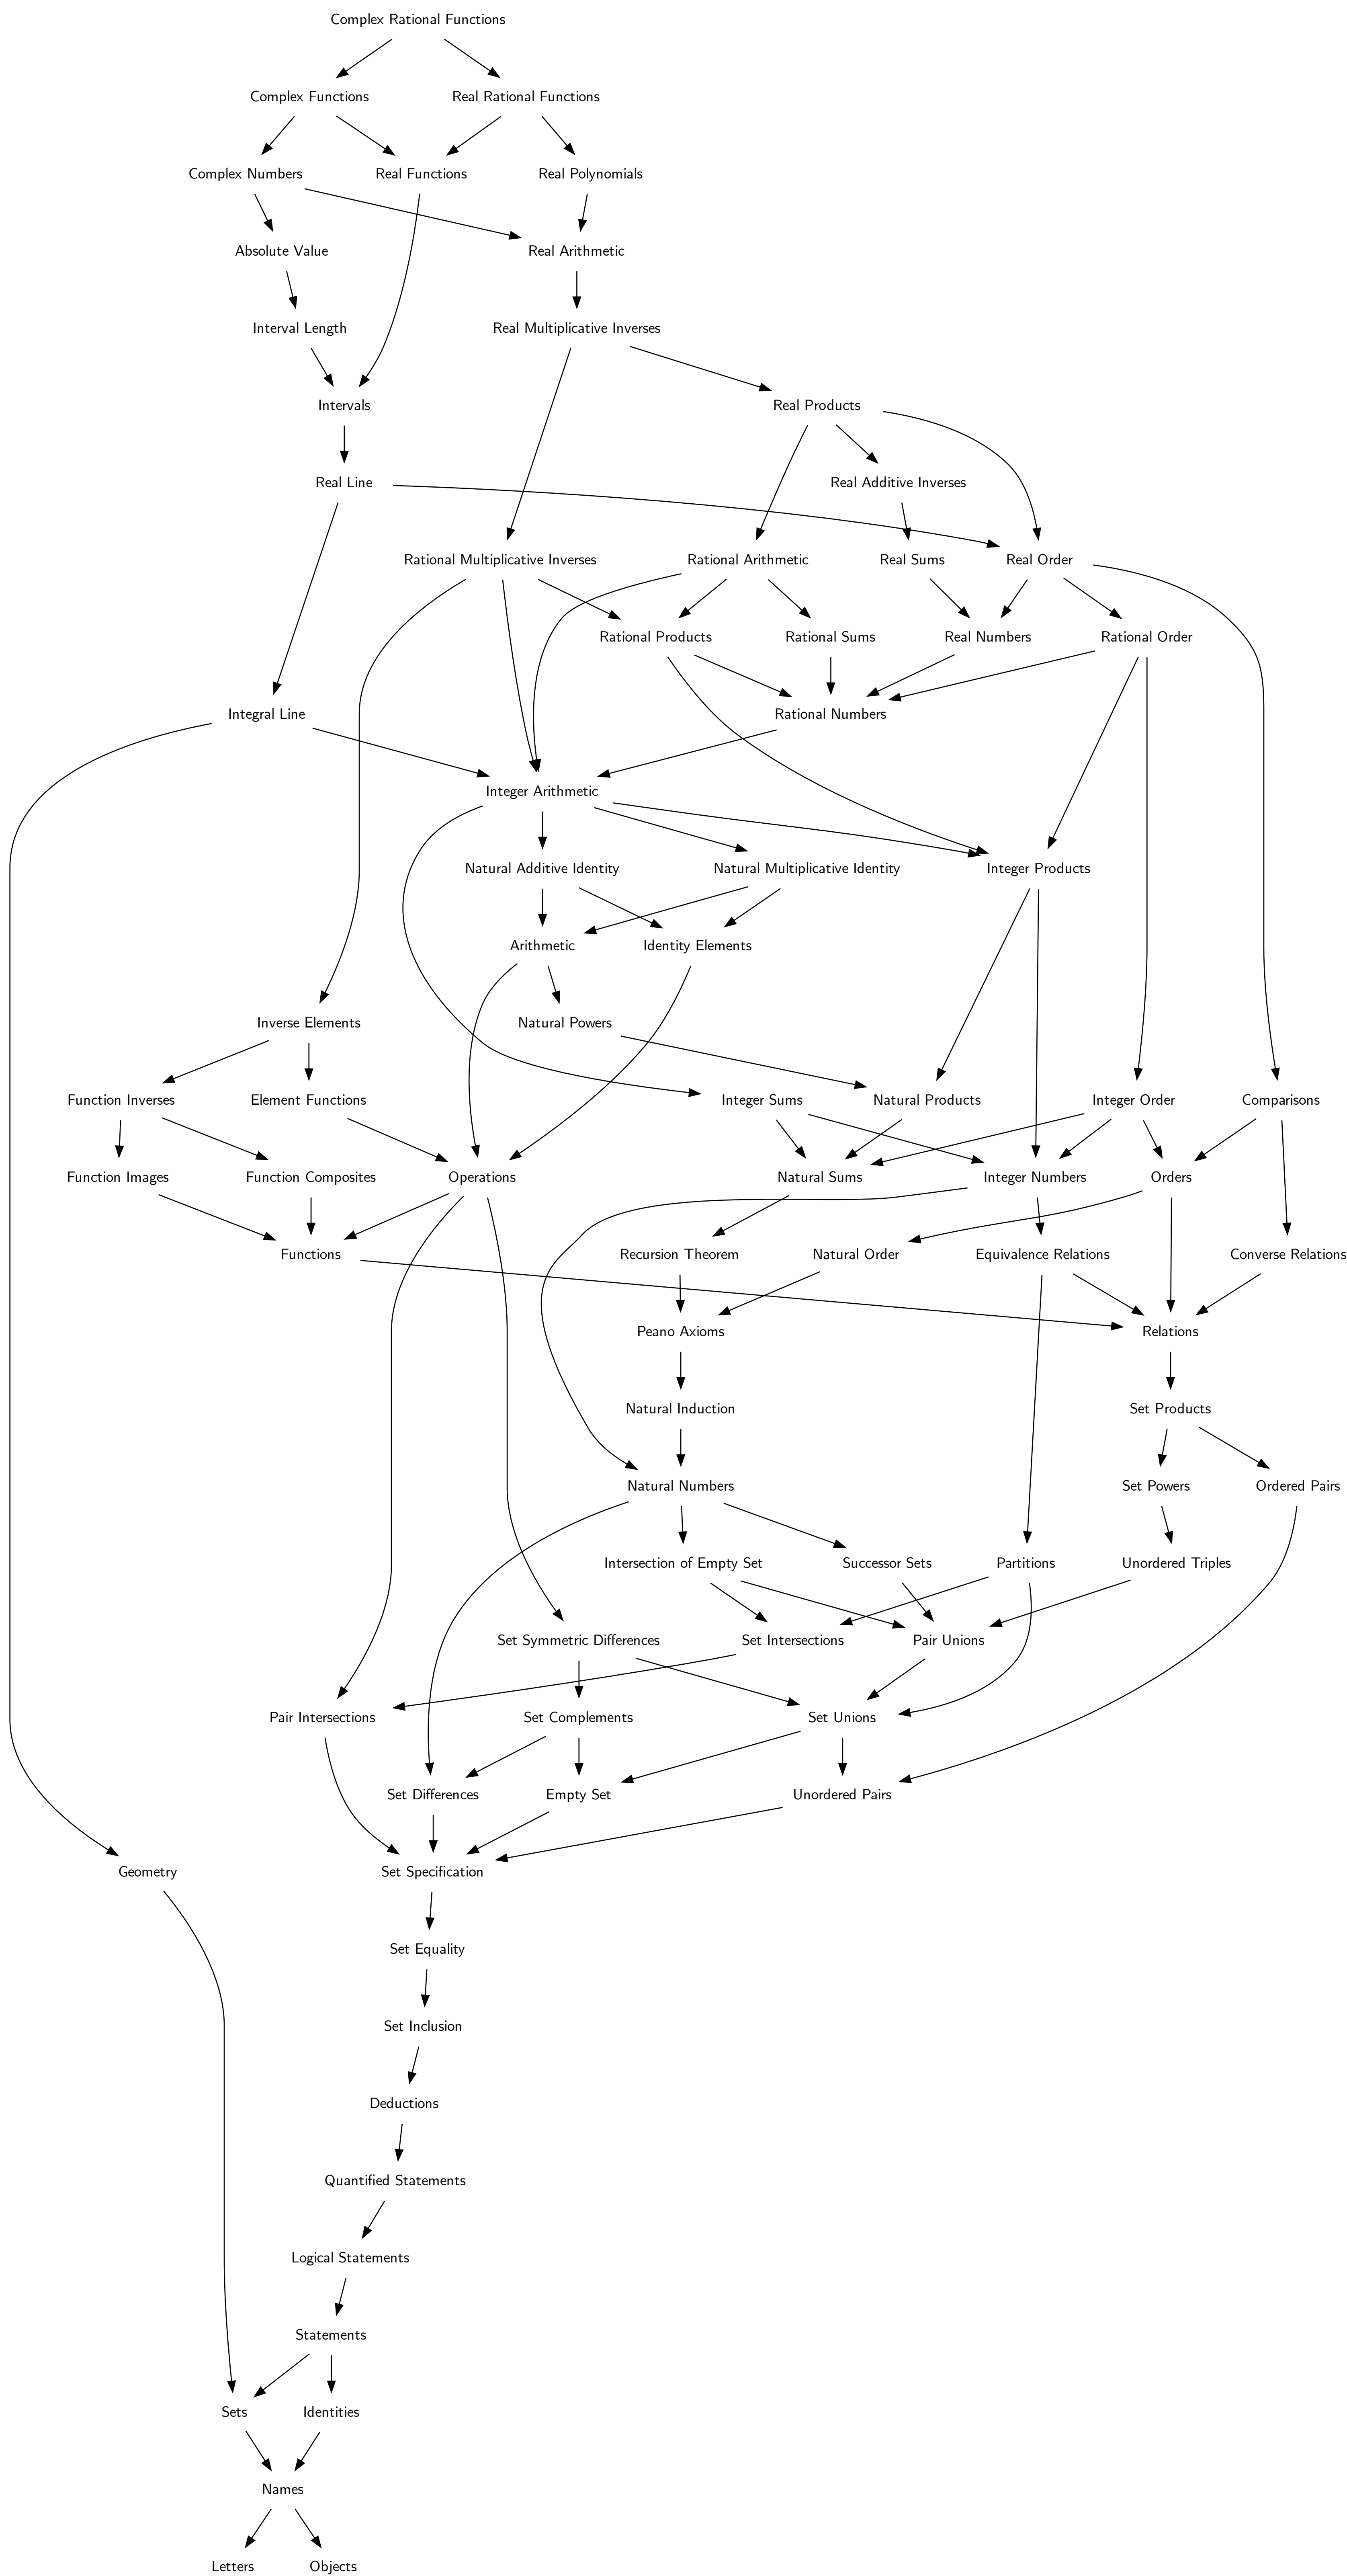 Complex Rational Functions
Complex Functions
Real Rational Functions
Complex Numbers
Real Functions
Real Polynomials
Absolute Value
Real Arithmetic
Interval Length
Real Multiplicative Inverses
Intervals
Real Products
Real Line
Real Additive Inverses
Rational Multiplicative Inverses
Rational Arithmetic
Real Sums
Real Order
Rational Products
Rational Sums
Real Numbers
Rational Order
Integral Line
Rational Numbers
Integer Arithmetic
Natural Additive Identity
Natural Multiplicative Identity
Integer Products
Arithmetic
Identity Elements
Inverse Elements
Natural Powers
Function Inverses
Element Functions
Integer Sums
Natural Products
Integer Order
Comparisons
Function Images
Function Composites
Operations
Natural Sums
Integer Numbers
Orders
Functions
Recursion Theorem
Natural Order
Equivalence Relations
Converse Relations
Peano Axioms
Relations
Natural Induction
Set Products
Natural Numbers
Set Powers
Ordered Pairs
Intersection of Empty Set
Successor Sets
Partitions
Unordered Triples
Set Symmetric Differences
Set Intersections
Pair Unions
Pair Intersections
Set Complements
Set Unions
Set Differences
Empty Set
Unordered Pairs
Geometry
Set Specification
Set Equality
Set Inclusion
Deductions
Quantified Statements
Logical Statements
Statements
Sets
Identities
Names
Letters
Objects